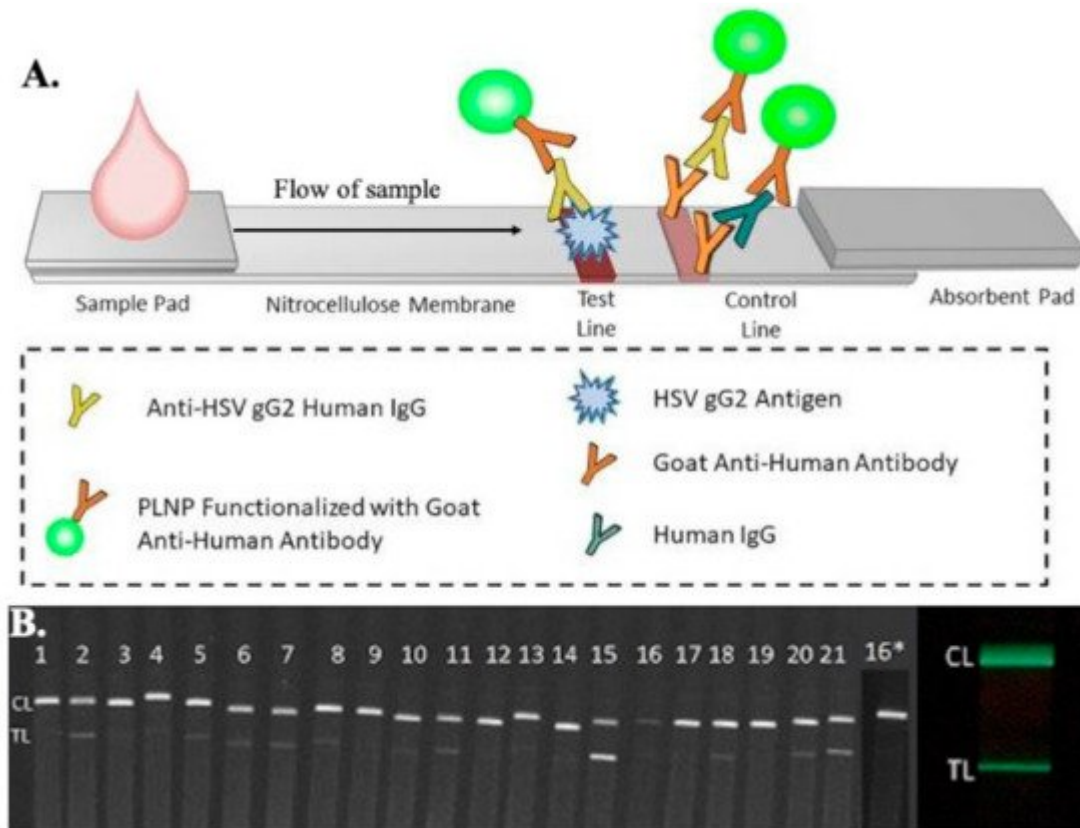 A.
Flow of sample
Sample Pad
Nitrocellulose Membrane
Test
Line
Control
Line
Absorbent Pad
Anti-HSV gG2 Human IgG
HSV gG2 Antigen
Goat Anti-Human Antibody
PLNP Functionalized with Goat
Anti-Human Antibody
Human IgG
B.
1 2 3 4 5 6 7 8 9 10 11 12 13 14 15 16 17 18 19 20 21 16*
CL
TL
CL
TL